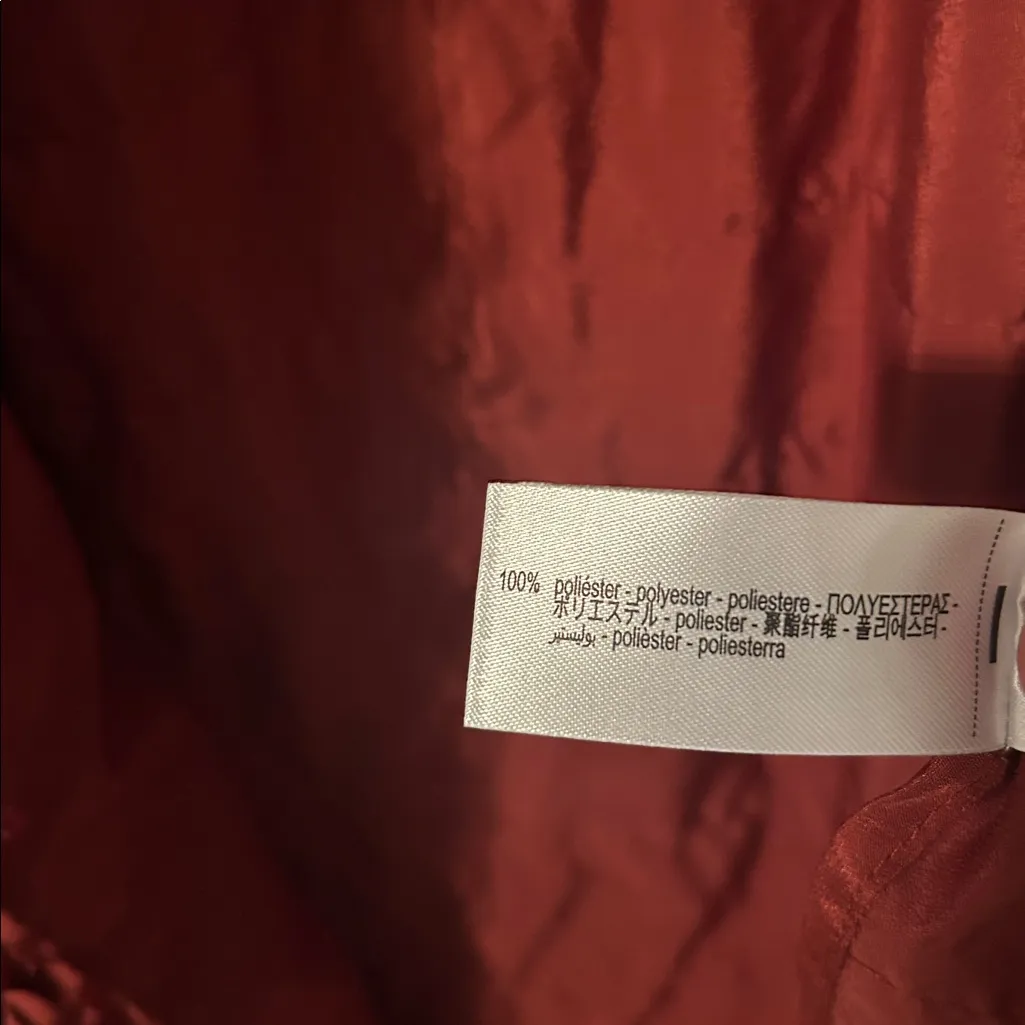 100% poliéster - polyester - poliestere - ΠΟΛΥΕΣΤΕΡΑΣ -
ポリエステル - poliester - 聚酯纤维 - 폴리에스터 -
بوليستير - polièster - poliesterra